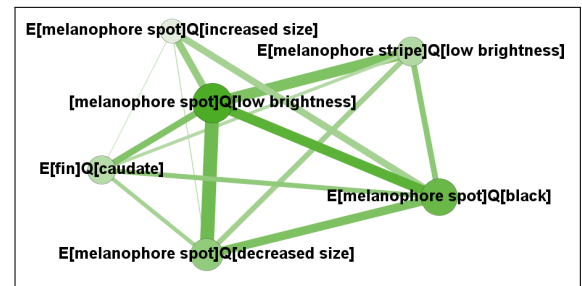 E[melanophore spot]Q[increased size]
E[melanophore stripe]Q[low brightness]
[melanophore spot]Q[low brightness]
E[fin]Q[caudate]
E[melanophore spot]Q[black]
E[melanophore spot]Q[decreased size]